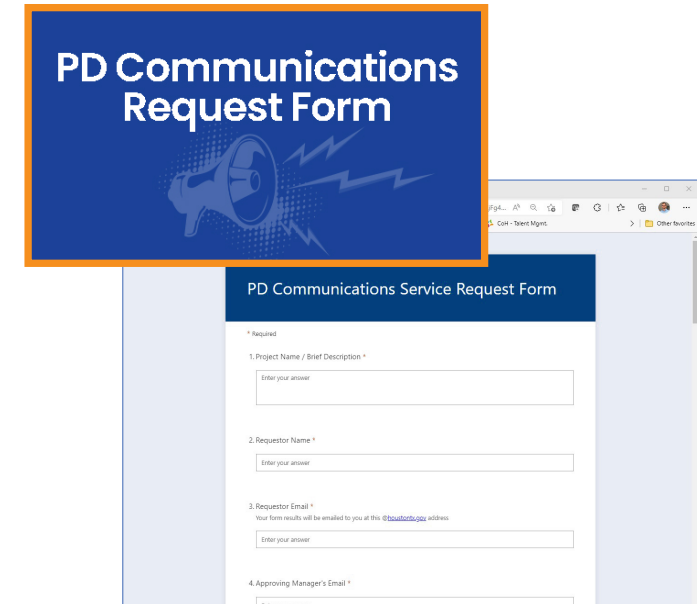 PD Communications
Request Form
CoH - Talent Mgmt.
Other favorites
PD Communications Service Request Form
* Required
1. Project Name / Brief Description *
Enter your answer
2. Requestor Name *
Enter your answer
3. Requestor Email *
Your form results will be emailed to you at this @houstontx.gov address
Enter your answer
4. Approving Manager's Email *